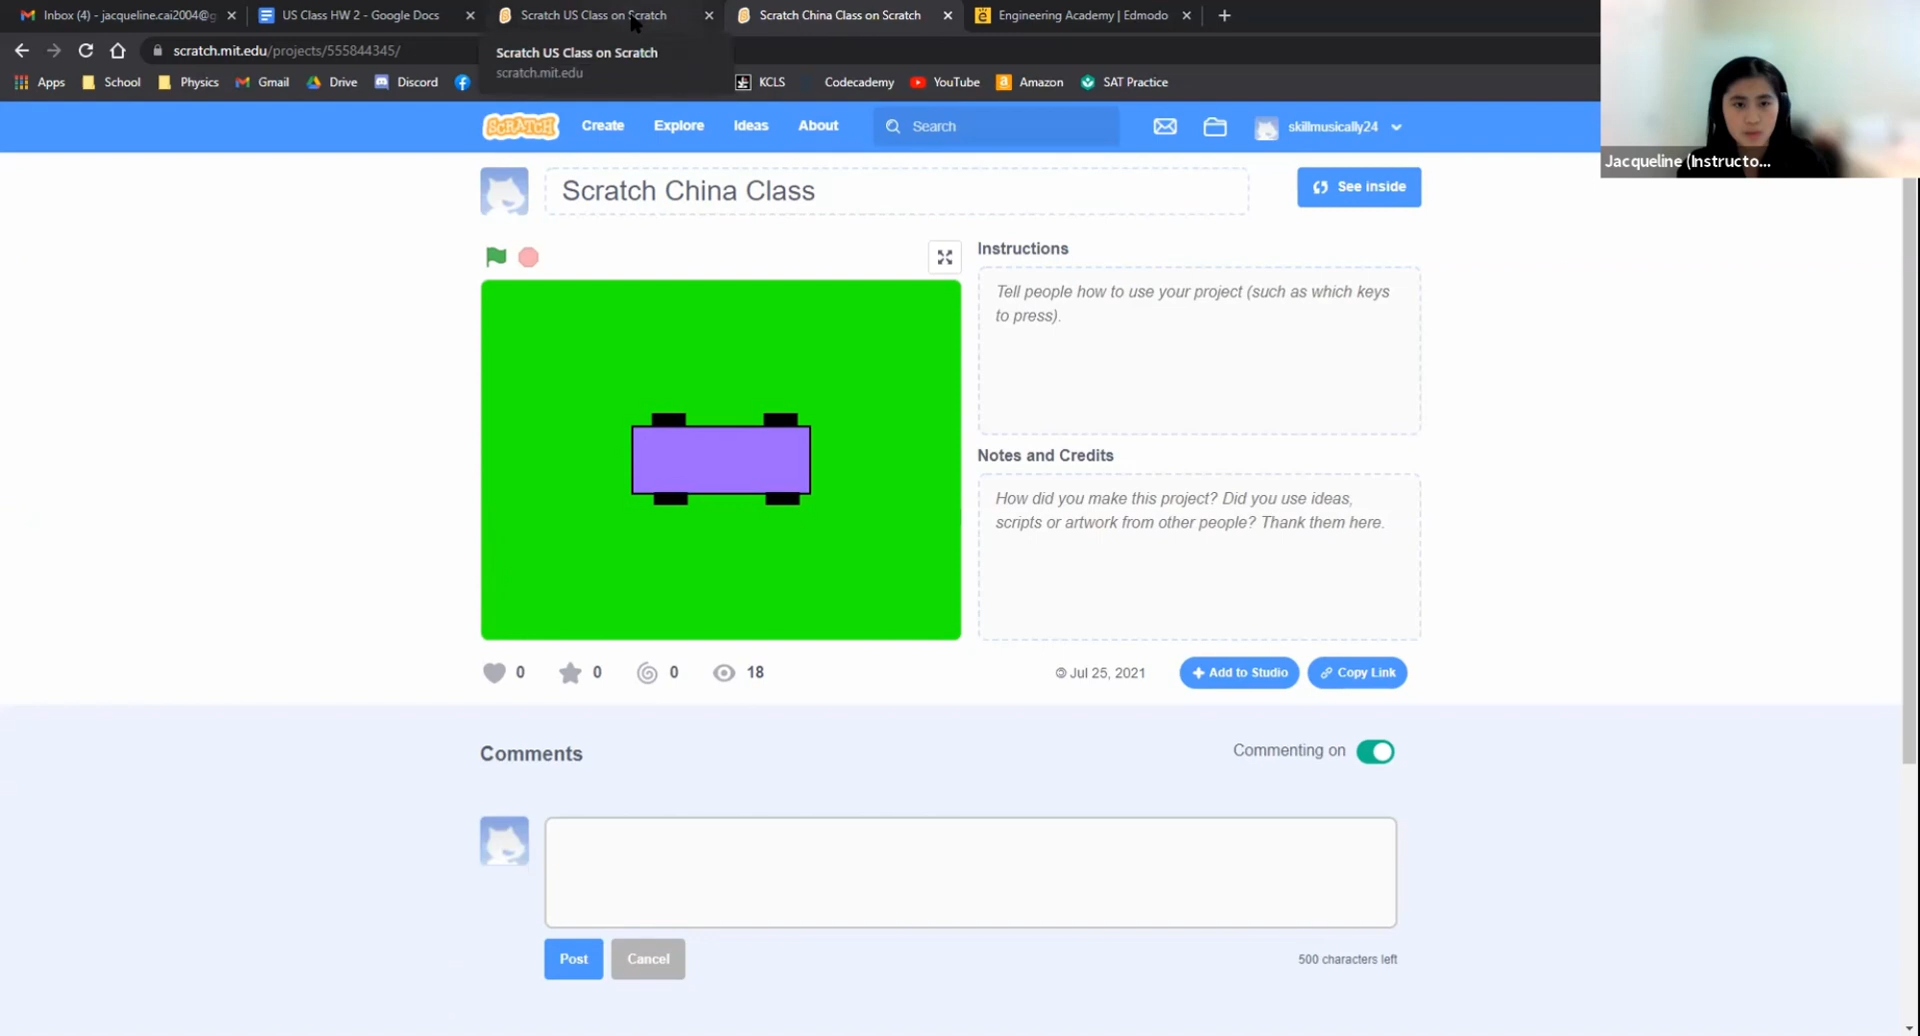 Inbox (4) - jacqueline.cai2004@g
US Class HW 2 - Google Docs
Scratch US Class on Scratch
Scratch China Class on Scratch
Engineering Academy | Edmodo
scratch.mit.edu/projects/555844345/
Scratch US Class on Scratch
scratch.mit.edu
Apps School Physics Gmail Drive Discord KCLS Codecademy YouTube Amazon SAT Practice
SCRATCH Create Explore Ideas About Search skillmusically24
Jacqueline (Instructo...
Scratch China Class
See inside
Instructions
Tell people how to use your project (such as which keys
to press).
Notes and Credits
How did you make this project? Did you use ideas,
scripts or artwork from other people? Thank them here.
0 0 0 18
© Jul 25, 2021
Add to Studio
Copy Link
Comments
Commenting on
Post
Cancel
500 characters left